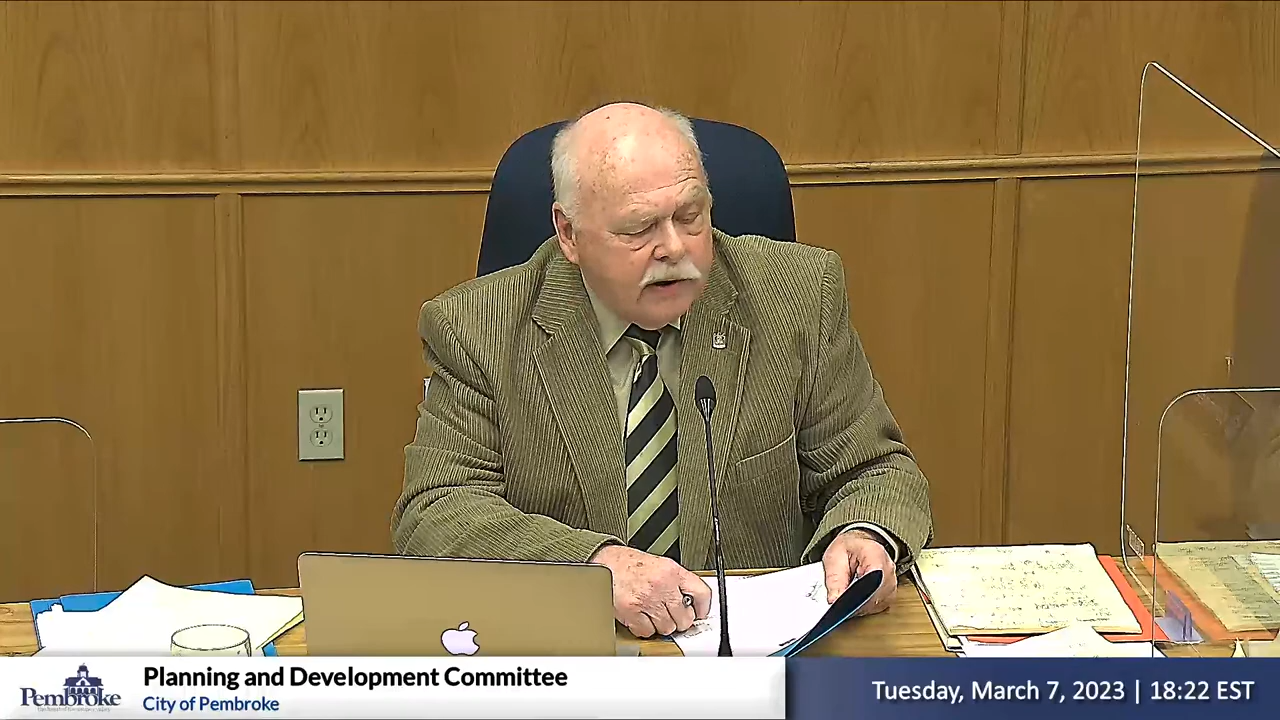 Pembroke
Planning and Development Committee
City of Pembroke
Tuesday, March 7, 2023 | 18:22 EST